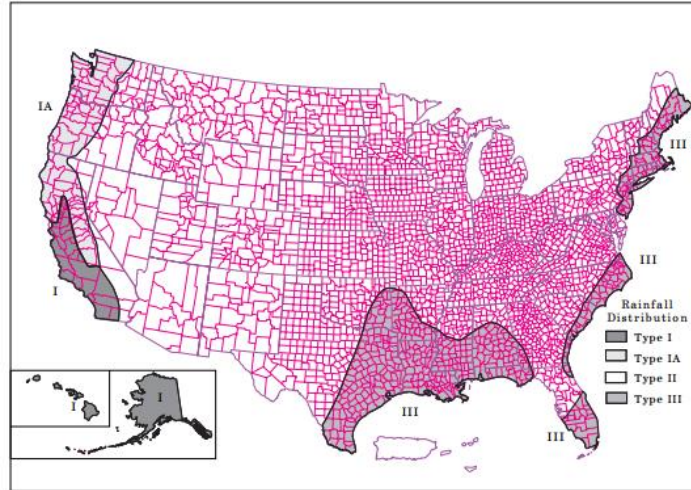 IA
III
III
I
Rainfall
Distribution
Type I
Type IA
Type II
Type III
I
I
III
III